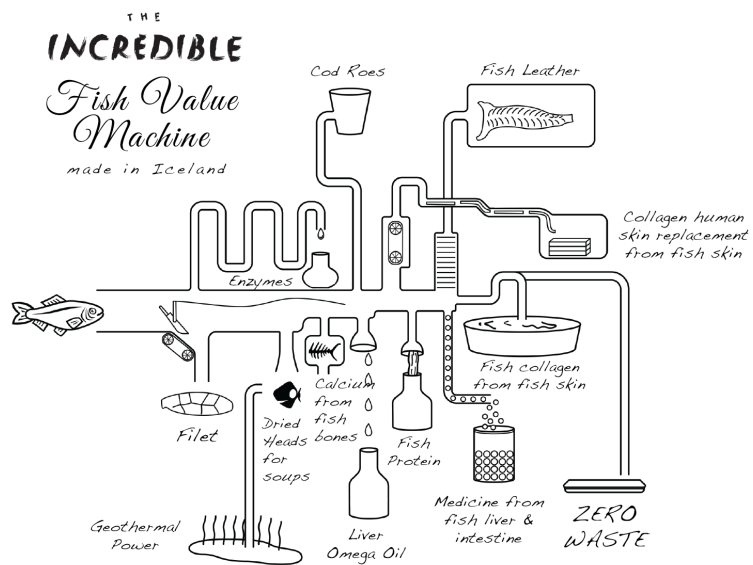 THE
INCREDIBLE
Fish Value
Machine
made in Iceland
Cod Roes
Fish Leather
Collagen human
skin replacement
from fish skin
Enzymes
Fish collagen
from fish skin
Filet
Dried
Heads
for
soups
Calcium
from
fish
bones
Fish
Protein
Medicine from
fish liver &
intestine
Liver
Omega Oil
Geothermal
Power
ZERO
WASTE